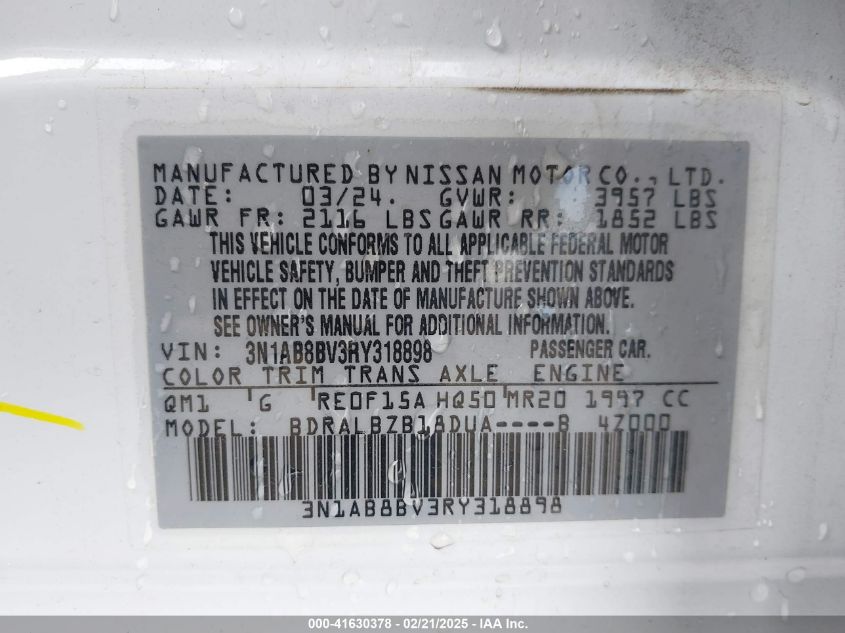 MANUFACTURED BY NISSAN MOTOR CO., LTD.
DATE: 03/24. GVWR: 3957 LBS
GAWR FR: 2116 LBS GAWR RR: 1852 LBS
THIS VEHICLE CONFORMS TO ALL APPLICABLE FEDERAL MOTOR
VEHICLE SAFETY, BUMPER AND THEFT PREVENTION STANDARDS
IN EFFECT ON THE DATE OF MANUFACTURE SHOWN ABOVE.
SEE OWNER'S MANUAL FOR ADDITIONAL INFORMATION.
VIN: 3N1AB8BV3RY318898 PASSENGER CAR.
COLOR TRIM TRANS AXLE ENGINE
QM1 G RE0F15A HQ50 MR20 1997 CC
MODEL: BDRALBZB18DUA----B 4Z000
3N1AB8BV3RY318898
000-41630378 - 02/21/2025 - IAA Inc.